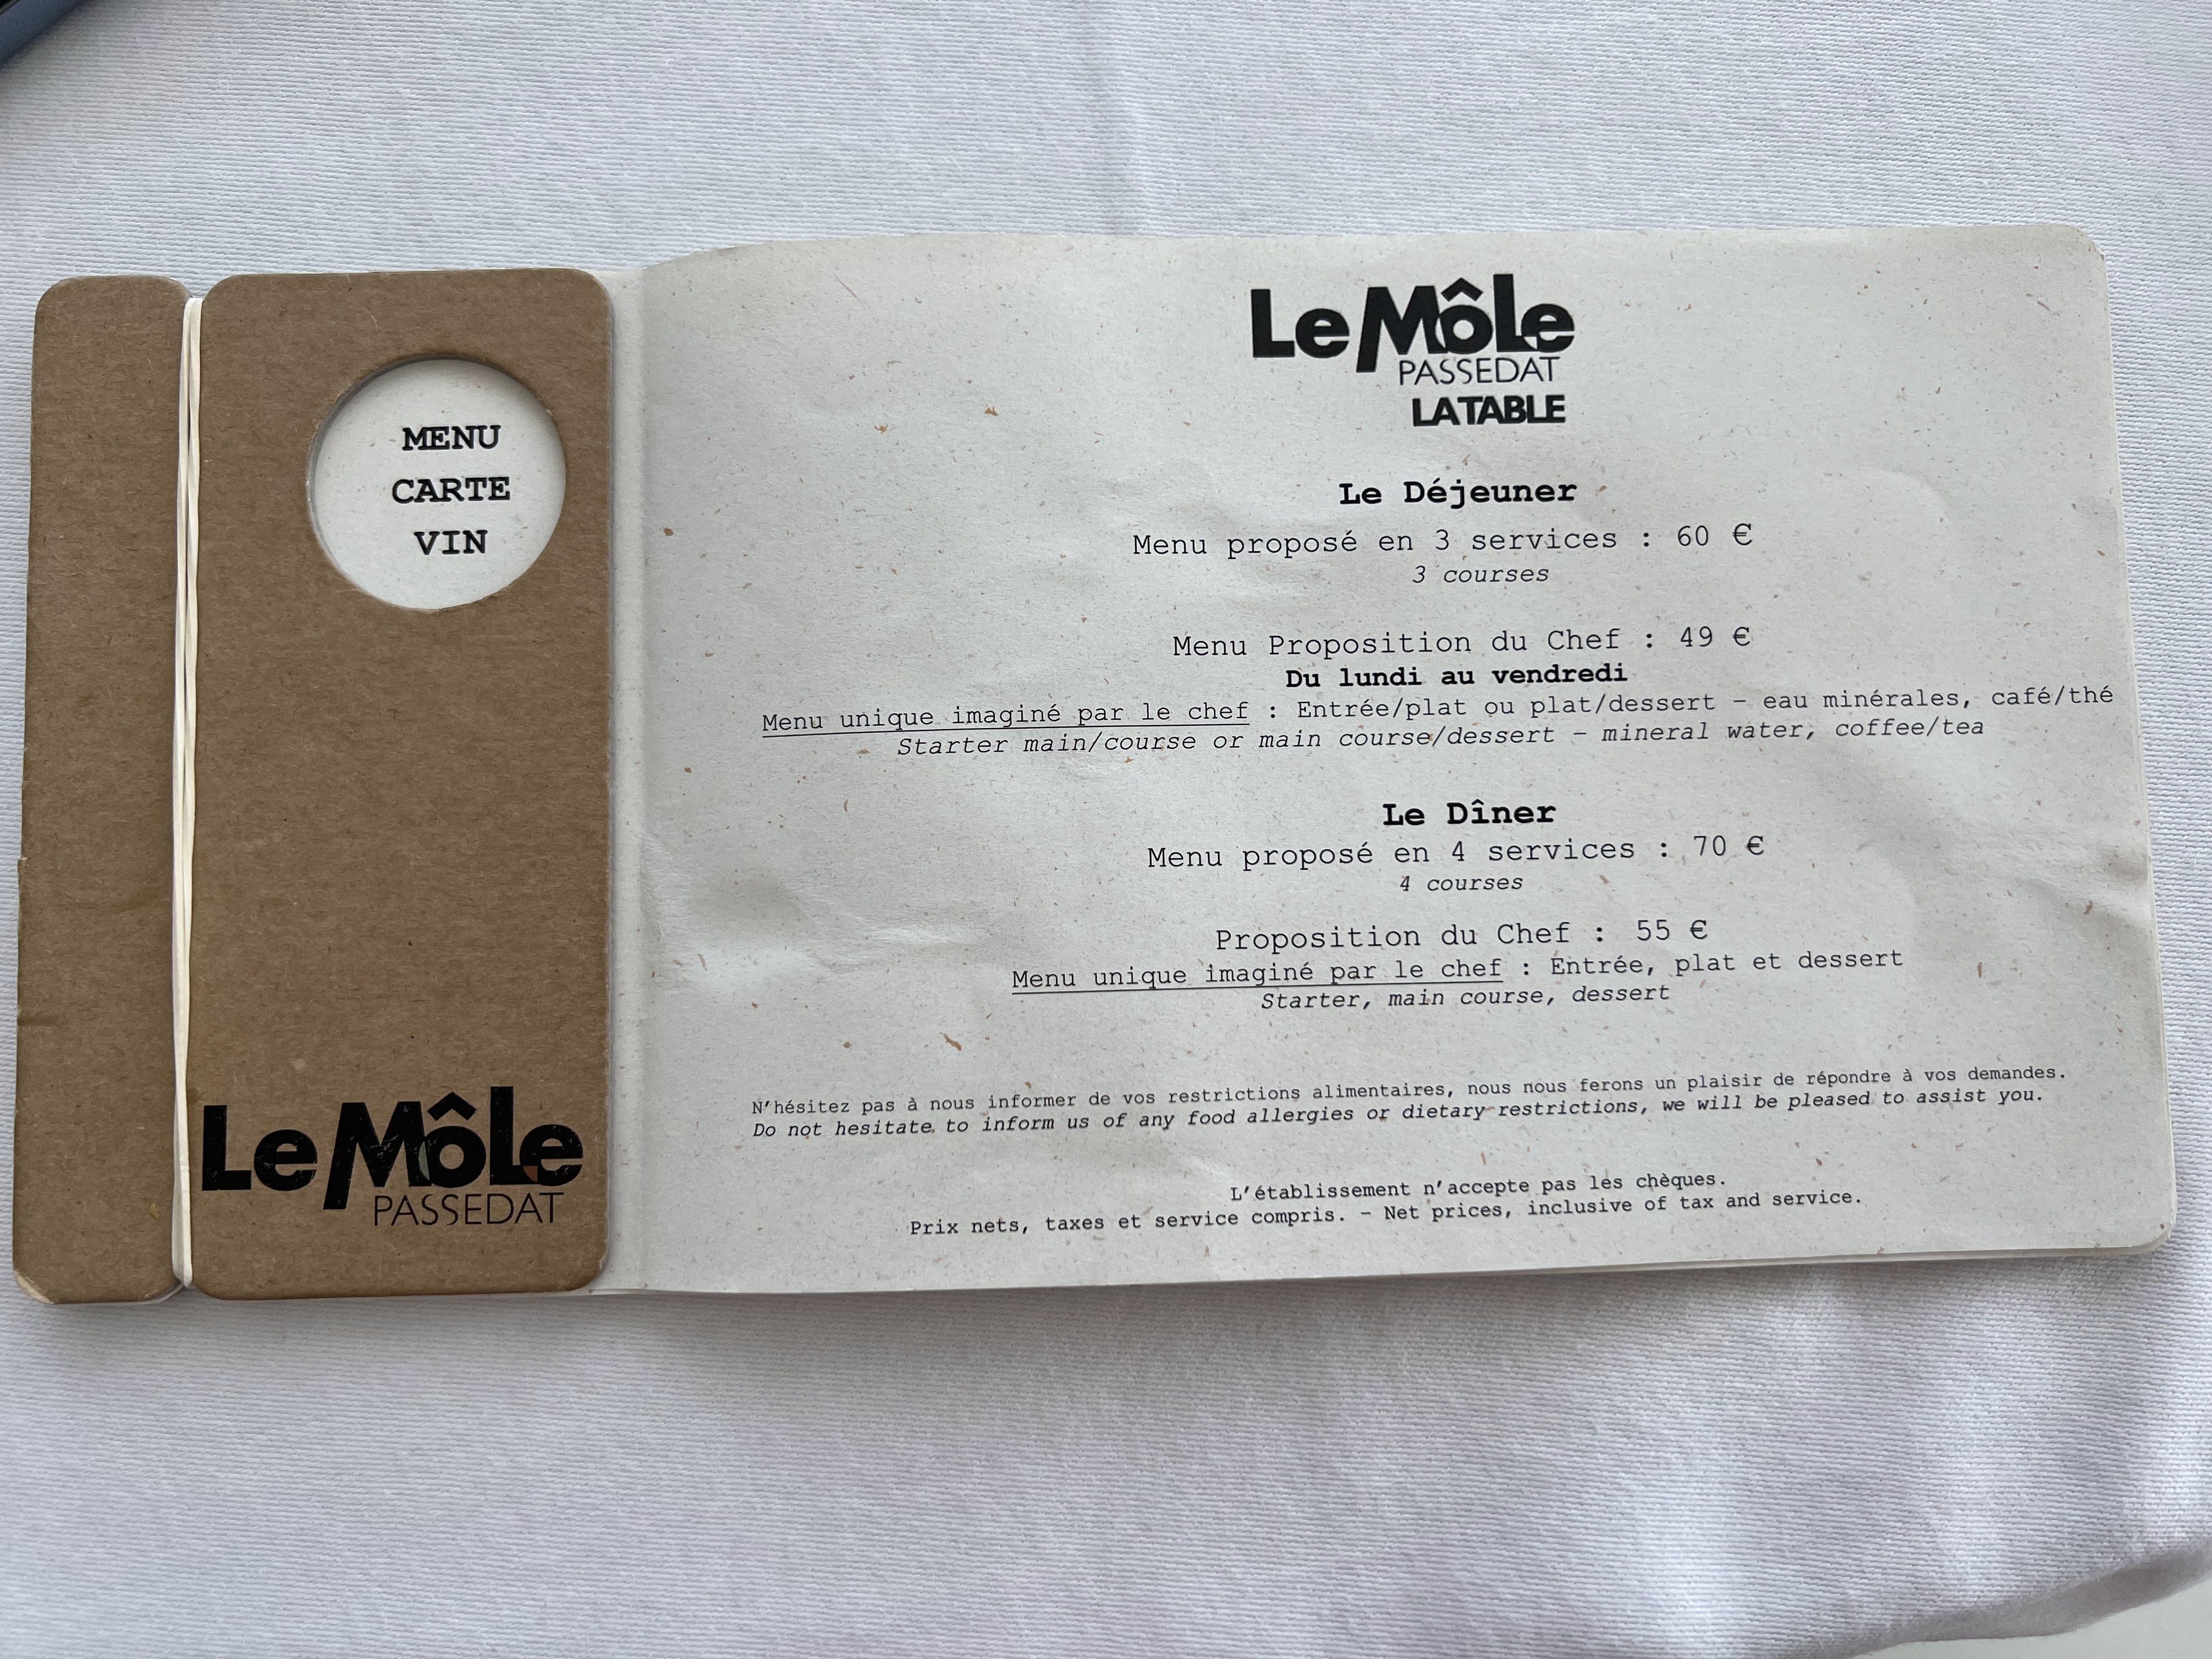 MENU
CARTE
VIN
Le Môle
PASSEDAT
Le Môle
PASSEDAT
LA TABLE
Le Déjeuner
Menu proposé en 3 services : 60 €
3 courses
Menu Proposition du Chef : 49 €
Du lundi au vendredi
Menu unique imaginé par le chef : Entrée/plat ou plat/dessert – eau minérales, café/thé
Starter main/course or main course/dessert – mineral water, coffee/tea
Le Dîner
Menu proposé en 4 services : 70 €
4 courses
Proposition du Chef : 55 €
Menu unique imaginé par le chef : Entrée, plat et dessert
Starter, main course, dessert
N'hésitez pas à nous informer de vos restrictions alimentaires, nous nous ferons un plaisir de répondre à vos demandes.
Do not hesitate to inform us of any food allergies or dietary restrictions, we will be pleased to assist you.
L'établissement n'accepte pas les chèques.
Prix nets, taxes et service compris. – Net prices, inclusive of tax and service.